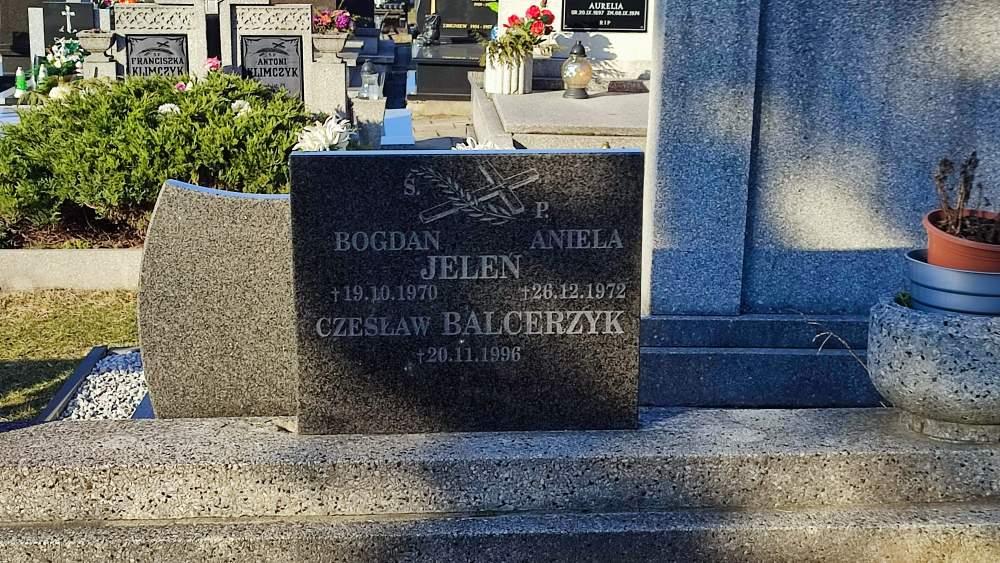 AURELIA
Ś.P.
FRANCISZKA
KLIMCZYK
Ś.P.
ANTONI
KLIMCZYK
RIP
Ś. P.
BOGDAN ANIELA
JELEŃ
†19.10.1970 †26.12.1972
CZESŁAW BALCERZYK
†20.11.1996